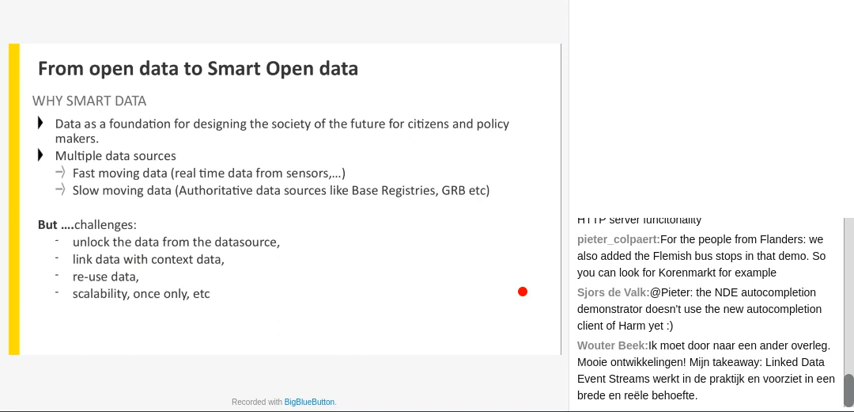 From open data to Smart Open data
WHY SMART DATA
Data as a foundation for designing the society of the future for citizens and policy
makers.
Multiple data sources
Fast moving data (real time data from sensors,...)
Slow moving data (Authoritative data sources like Base Registries, GRB etc)
But ....challenges:
- unlock the data from the datasource,
- link data with context data,
- re-use data,
- scalability, once only, etc
Recorded with BigBlueButton.
HTTP server funcitonality
pieter_colpaert:For the people from Flanders: we
also added the Flemish bus stops in that demo. So
you can look for Korenmarkt for example
Sjors de Valk:@Pieter: the NDE autocompletion
demonstrator doesn't use the new autocompletion
client of Harm yet :)
Wouter Beek:Ik moet door naar een ander overleg.
Mooie ontwikkelingen! Mijn takeaway: Linked Data
Event Streams werkt in de praktijk en voorziet in een
brede en reële behoefte.